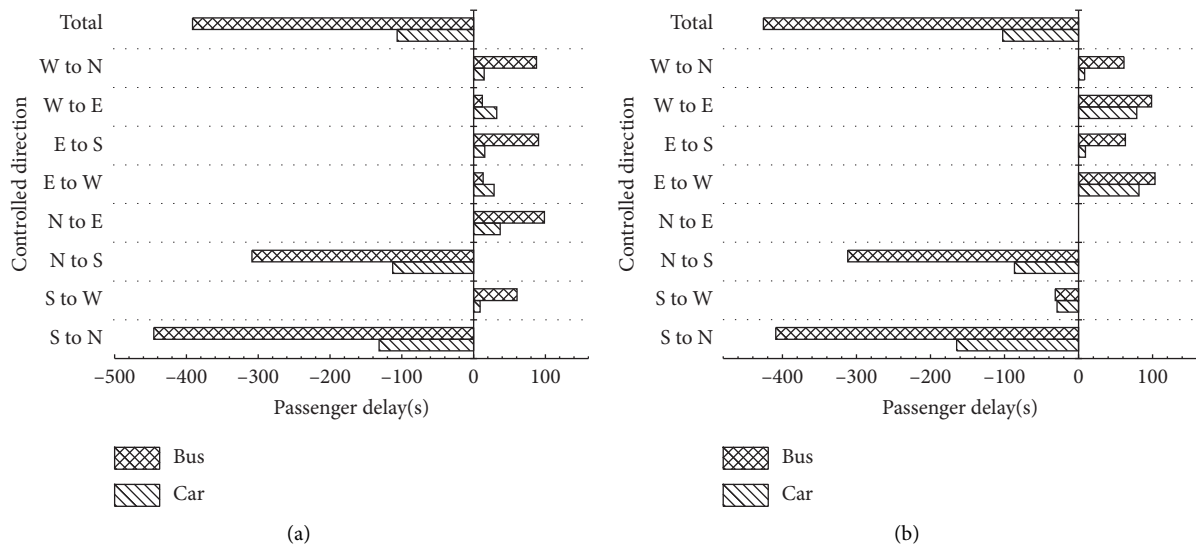 Controlled direction
Total
W to N
W to E
E to S
E to W
N to E
N to S
S to W
S to N
−500 −400 −300 −200 −100 0 100
Passenger delay(s)
Bus
Car
(a)
Controlled direction
Total
W to N
W to E
E to S
E to W
N to E
N to S
S to W
S to N
−400 −300 −200 −100 0 100
Passenger delay(s)
Bus
Car
(b)